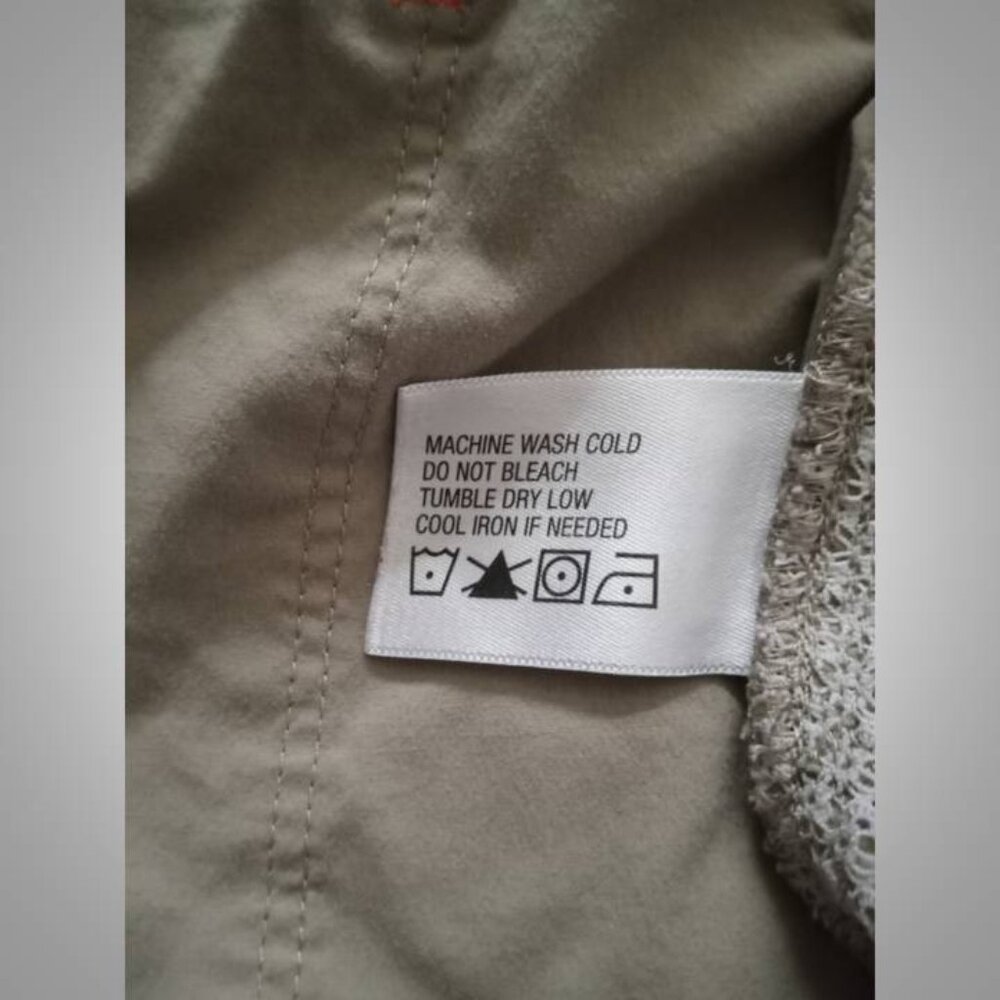 MACHINE WASH COLD
DO NOT BLEACH
TUMBLE DRY LOW
COOL IRON IF NEEDED